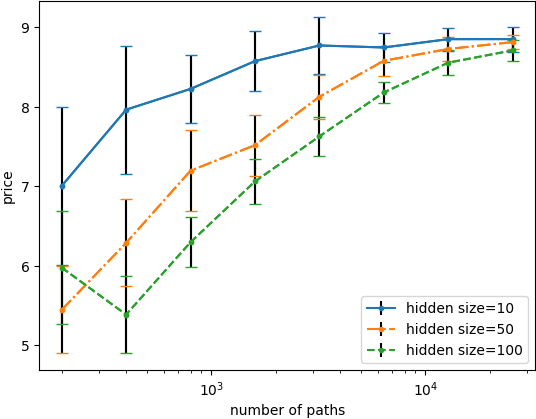 9
8
7
6
5
price
10³
10⁴
number of paths
hidden size=10
hidden size=50
hidden size=100